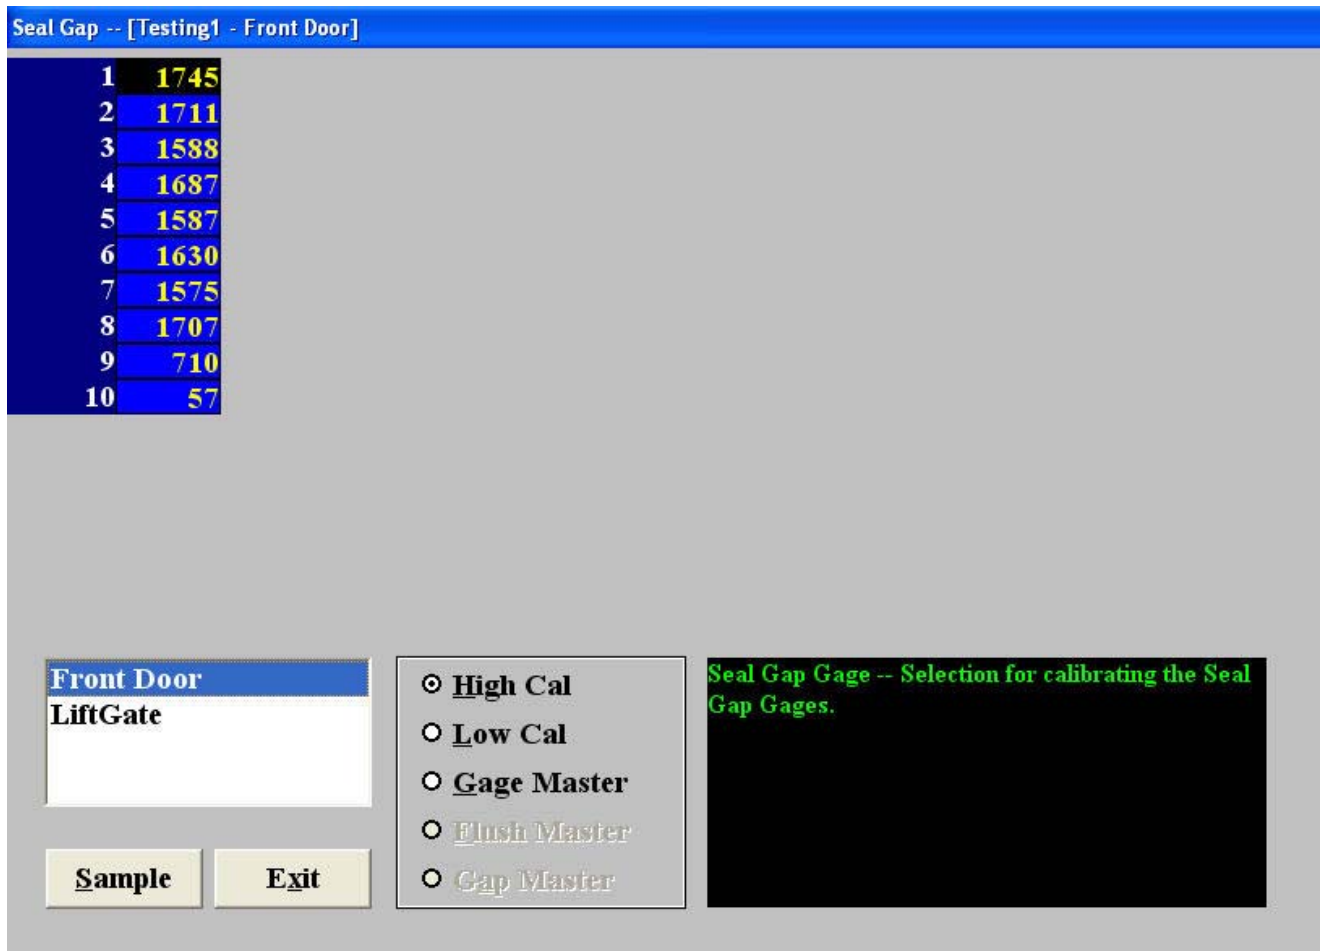 Seal Gap -- [Testing1 - Front Door]
1 1745
2 1711
3 1588
4 1687
5 1587
6 1630
7 1575
8 1707
9 710
10 57
Front Door
LiftGate
Sample
Exit
High Cal
Low Cal
Gage Master
Flush Master
Gap Master
Seal Gap Gage -- Selection for calibrating the Seal
Gap Gages.